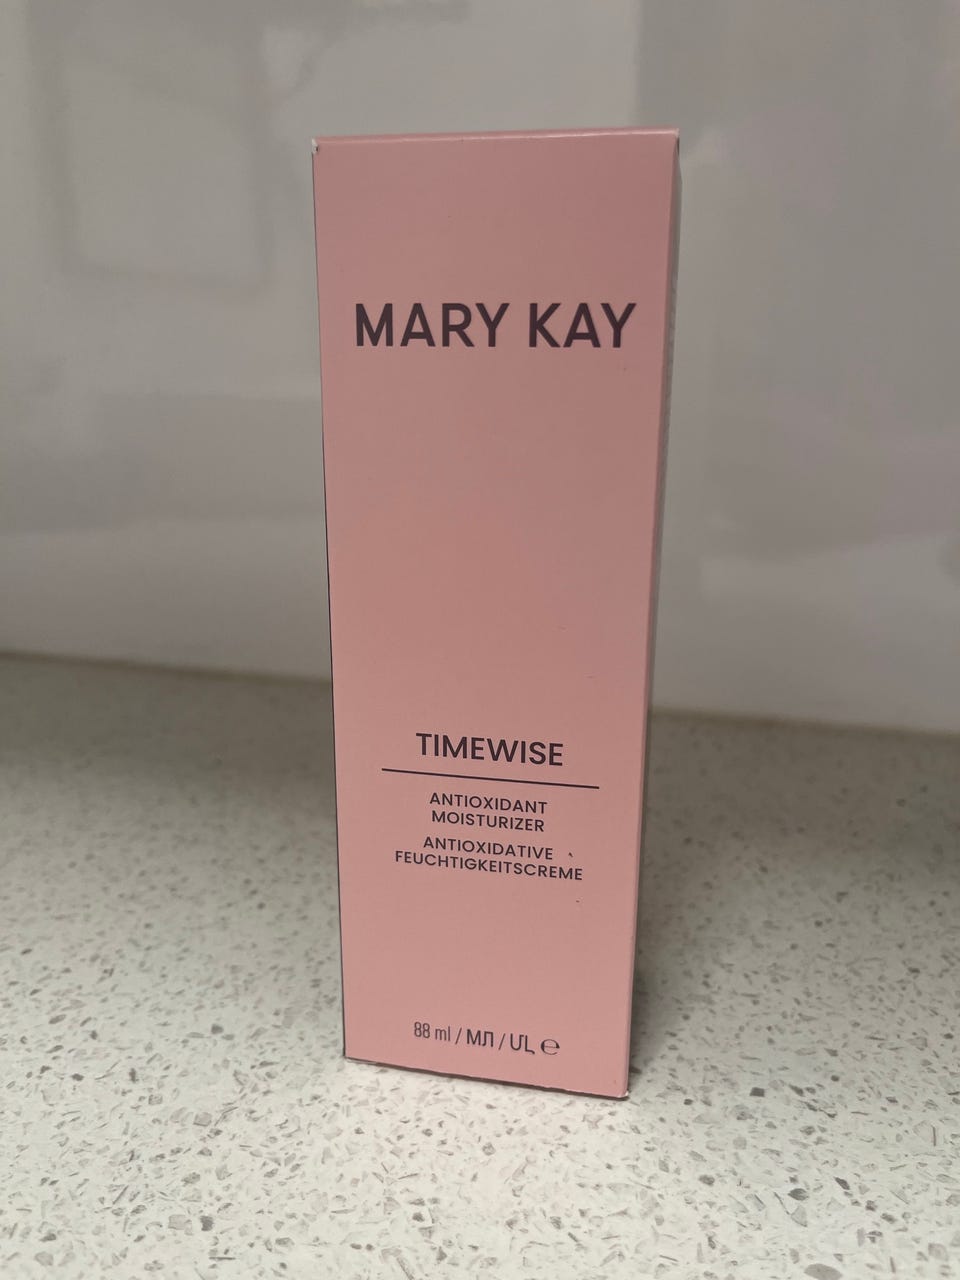 MARY KAY
TIMEWISE
ANTIOXIDANT
MOISTURIZER
ANTIOXIDATIVE
FEUCHTIGKEITSCREME
88 ml / МЛ / ՄԼ ℮